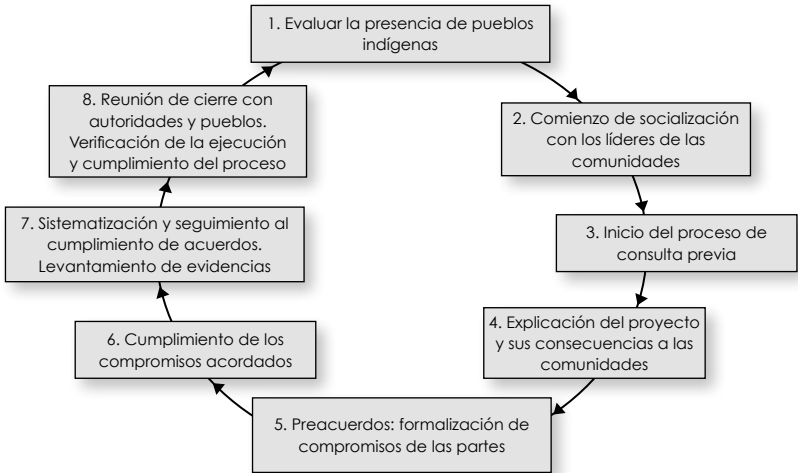 1. Evaluar la presencia de pueblos
indígenas
2. Comienzo de socialización
con los líderes de las
comunidades
3. Inicio del proceso de
consulta previa
4. Explicación del proyecto
y sus consecuencias a las
comunidades
5. Preacuerdos: formalización de
compromisos de las partes
6. Cumplimiento de los
compromisos acordados
7. Sistematización y seguimiento al
cumplimiento de acuerdos.
Levantamiento de evidencias
8. Reunión de cierre con
autoridades y pueblos.
Verificación de la ejecución
y cumplimiento del proceso